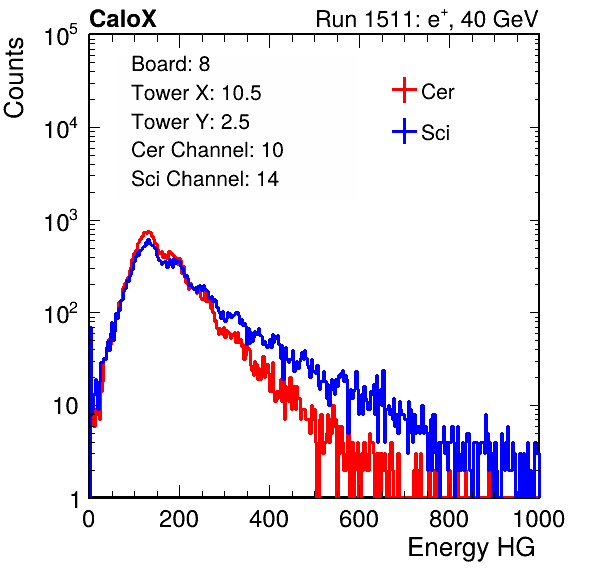 CaloX Run 1511: e⁺, 40 GeV
Counts
Board: 8
Tower X: 10.5
Tower Y: 2.5
Cer Channel: 10
Sci Channel: 14
Cer
Sci
10⁵
10⁴
10³
10²
10
1
0 200 400 600 800 1000
Energy HG